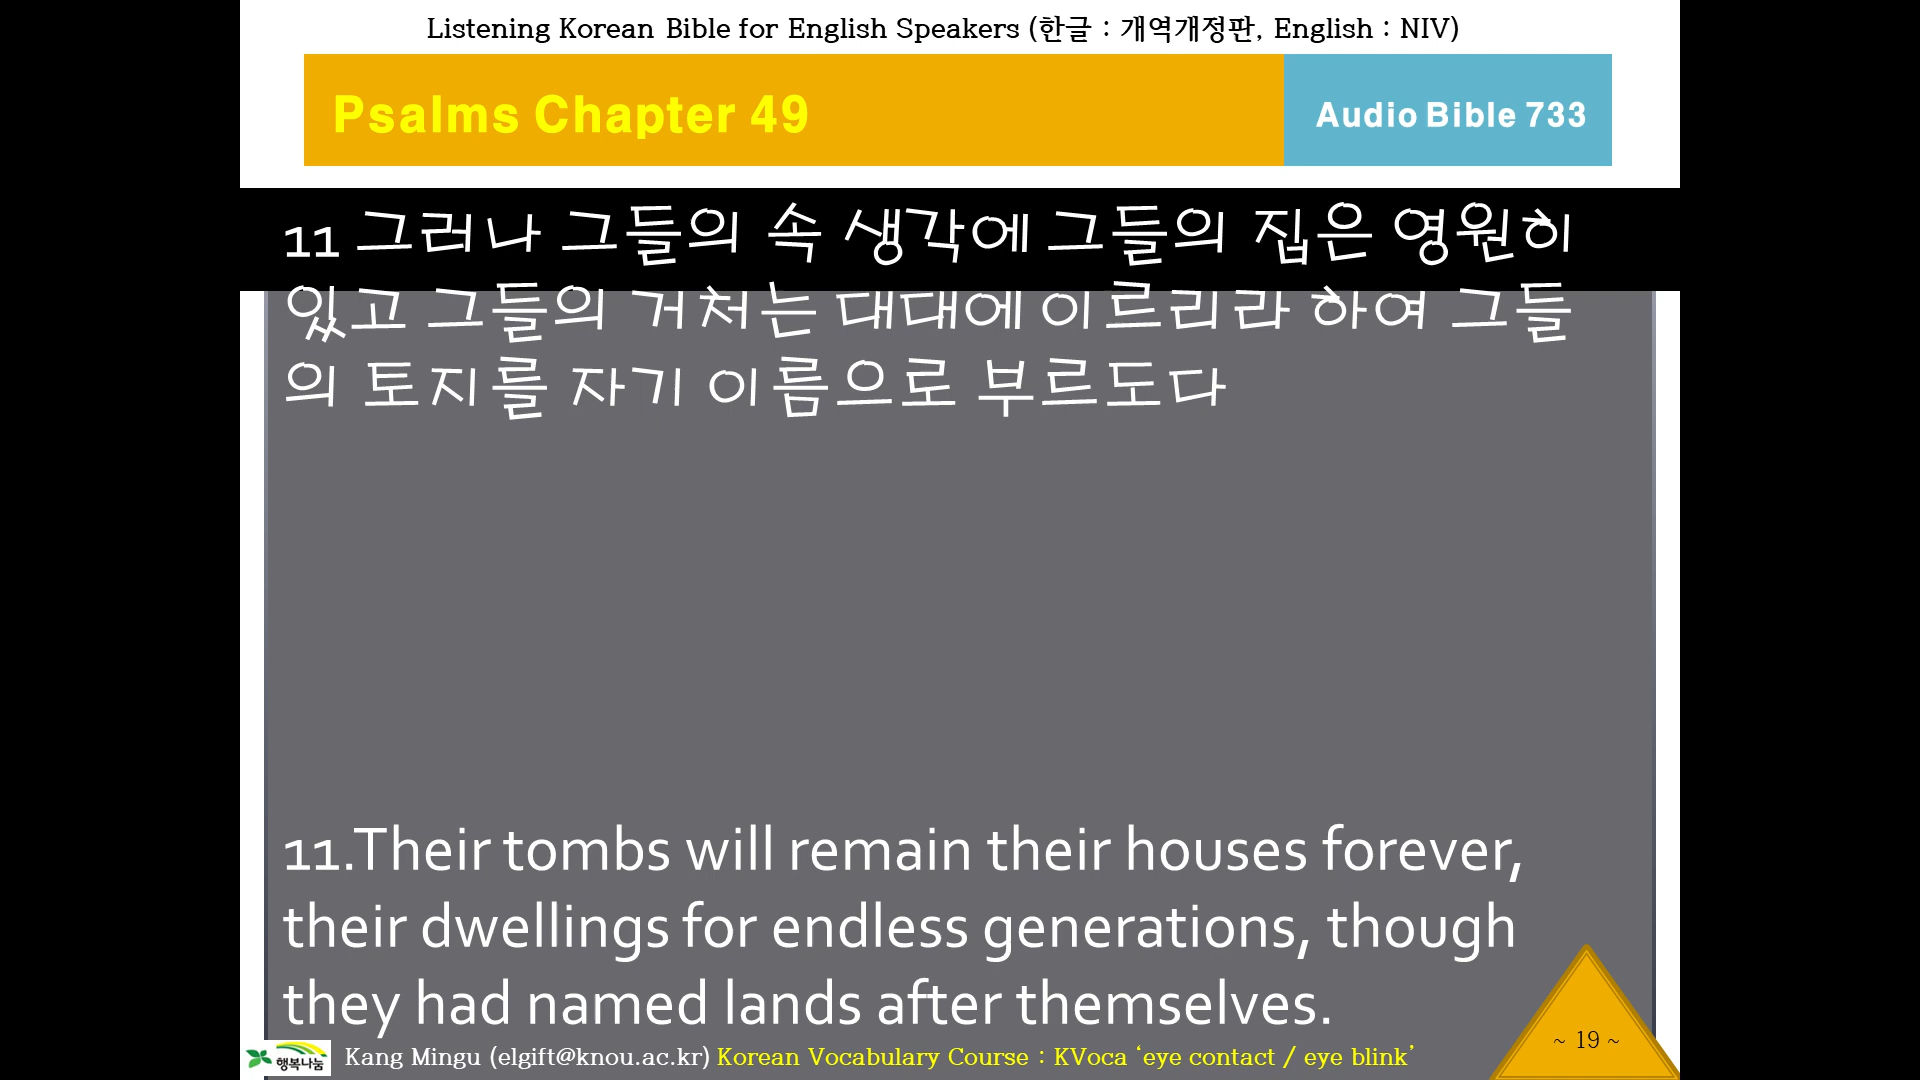 Listening Korean Bible for English Speakers (한글 : 개역개정판, English : NIV)
Psalms Chapter 49
Audio Bible 733
11 그러나 그들의 속 생각에 그들의 집은 영원히
있고 그들의 거처는 대대에 이르리라 하여 그들
의 토지를 자기 이름으로 부르도다
11.Their tombs will remain their houses forever,
their dwellings for endless generations, though
they had named lands after themselves.
~ 19 ~
행복나눔
Kang Mingu (elgift@knou.ac.kr) Korean Vocabulary Course : KVoca ‘eye contact / eye blink’